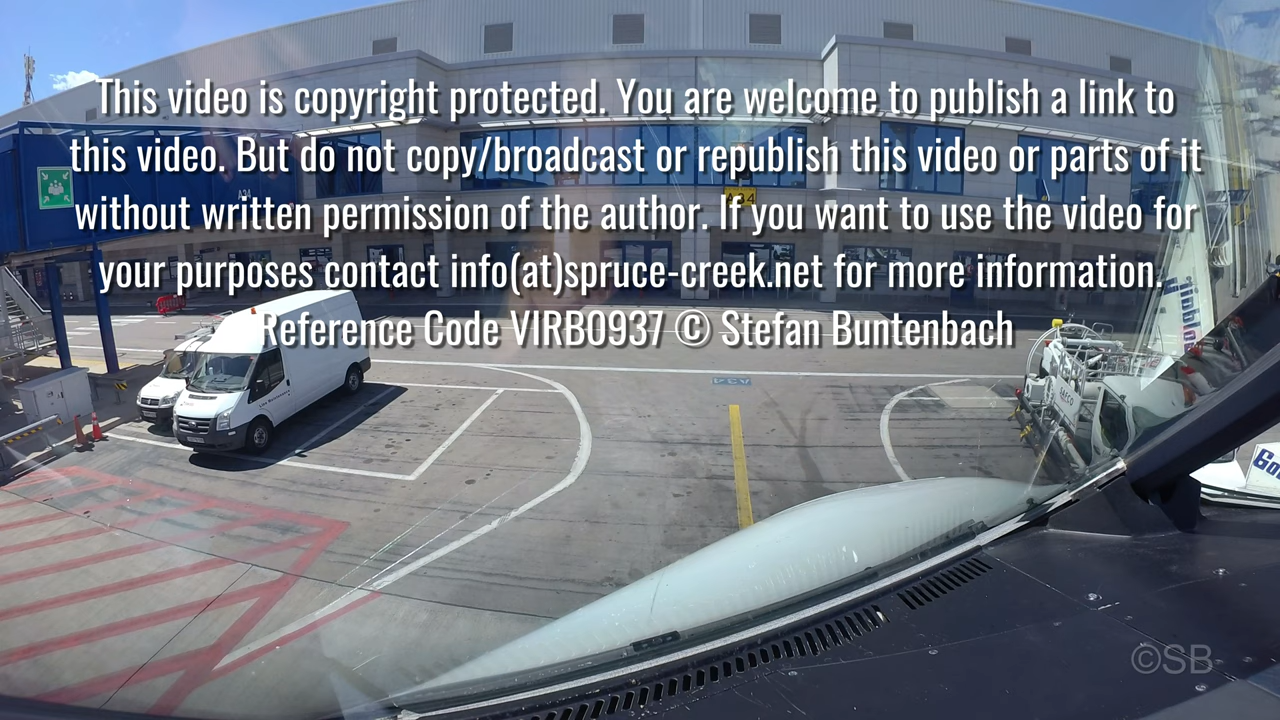 This video is copyright protected. You are welcome to publish a link to
this video. But do not copy/broadcast or republish this video or parts of it
without written permission of the author. If you want to use the video for
your purposes contact info(at)spruce-creek.net for more information.
Reference Code VIRB0937 © Stefan Buntenbach
A34
A34
A34
©SB